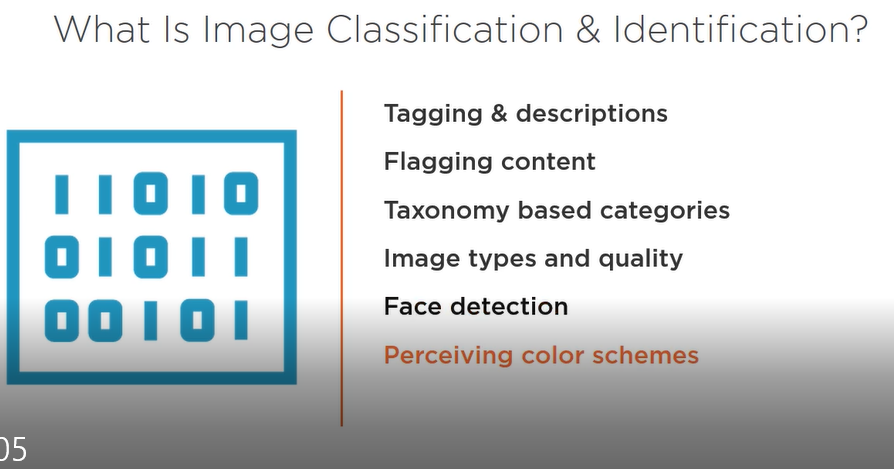 What Is Image Classification & Identification?
11010
01011
00101
Tagging & descriptions
Flagging content
Taxonomy based categories
Image types and quality
Face detection
Perceiving color schemes
05